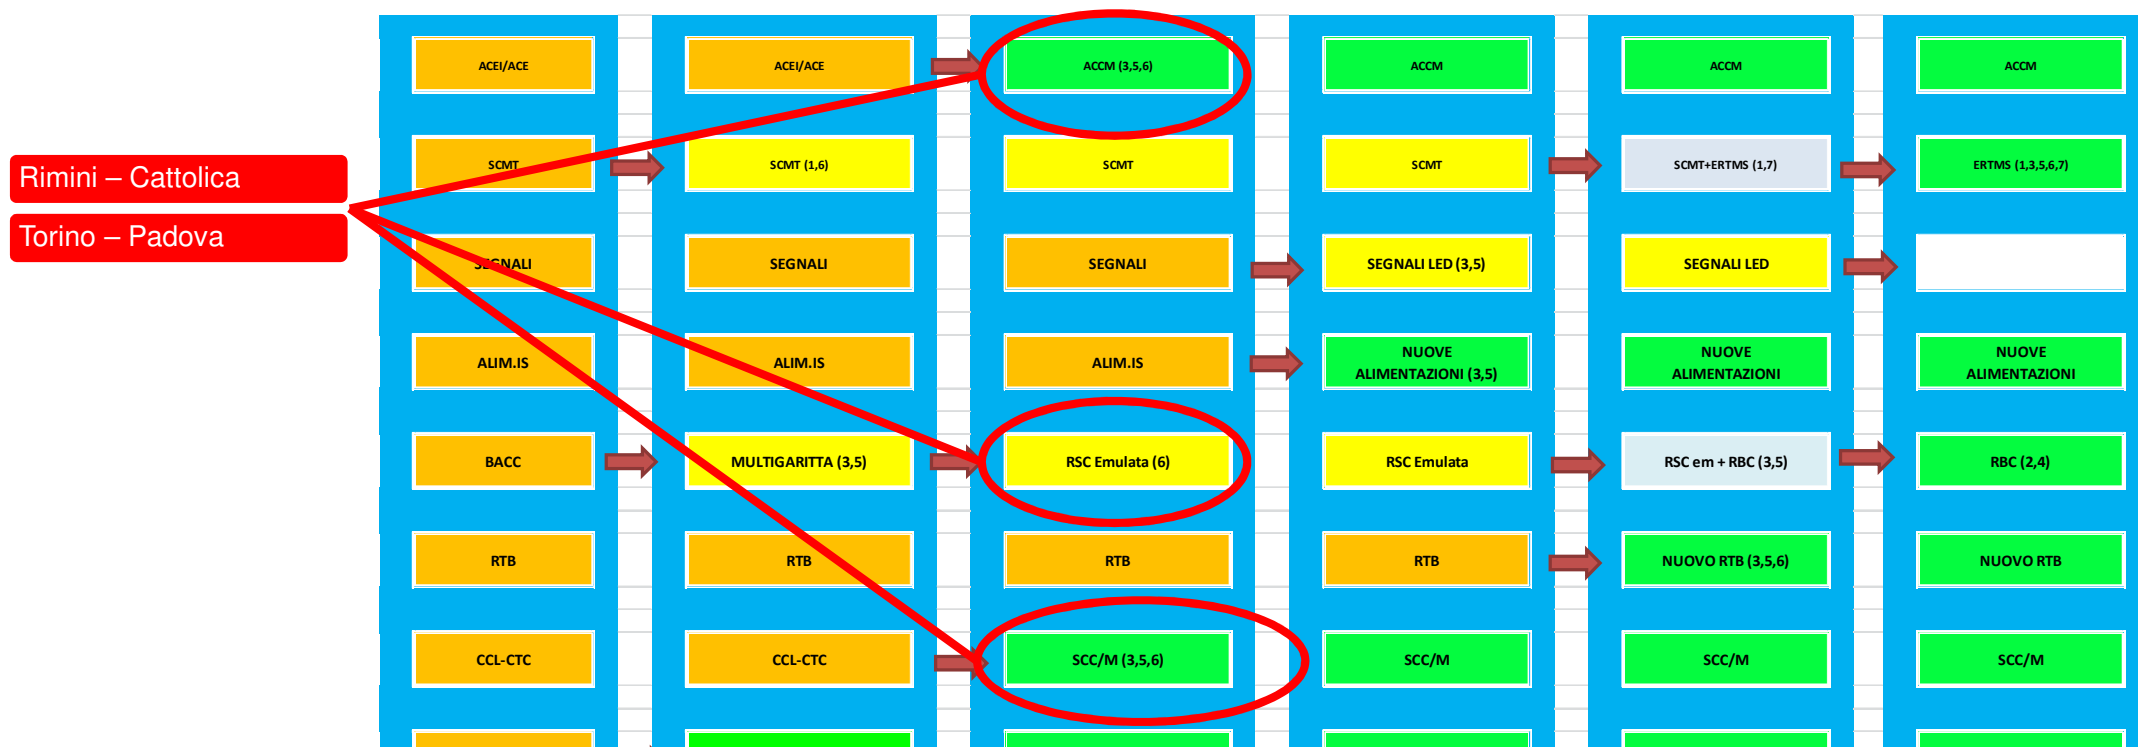 ACEI/ACE
ACEI/ACE
ACCM (3,5,6)
ACCM
ACCM
ACCM
Rimini – Cattolica
SCMT
SCMT (1,6)
SCMT
SCMT
SCMT+ERTMS (1,7)
ERTMS (1,3,5,6,7)
Torino – Padova
SEGNALI
SEGNALI
SEGNALI
SEGNALI LED (3,5)
SEGNALI LED
ALIM.IS
ALIM.IS
ALIM.IS
NUOVE
ALIMENTAZIONI (3,5)
NUOVE
ALIMENTAZIONI
NUOVE
ALIMENTAZIONI
BACC
MULTIGARITTA (3,5)
RSC Emulata (6)
RSC Emulata
RSC em + RBC (3,5)
RBC (2,4)
RTB
RTB
RTB
RTB
NUOVO RTB (3,5,6)
NUOVO RTB
CCL-CTC
CCL-CTC
SCC/M (3,5,6)
SCC/M
SCC/M
SCC/M